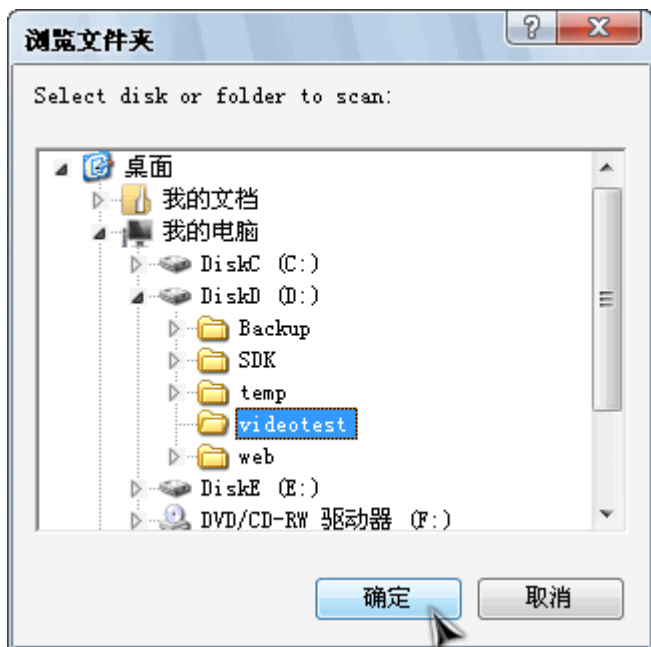 浏览文件夹
Select disk or folder to scan:
桌面
我的文档
我的电脑
DiskC (C:)
DiskD (D:)
Backup
SDK
temp
videotest
web
DiskE (E:)
DVD/CD-RW 驱动器 (F:)
确定 取消